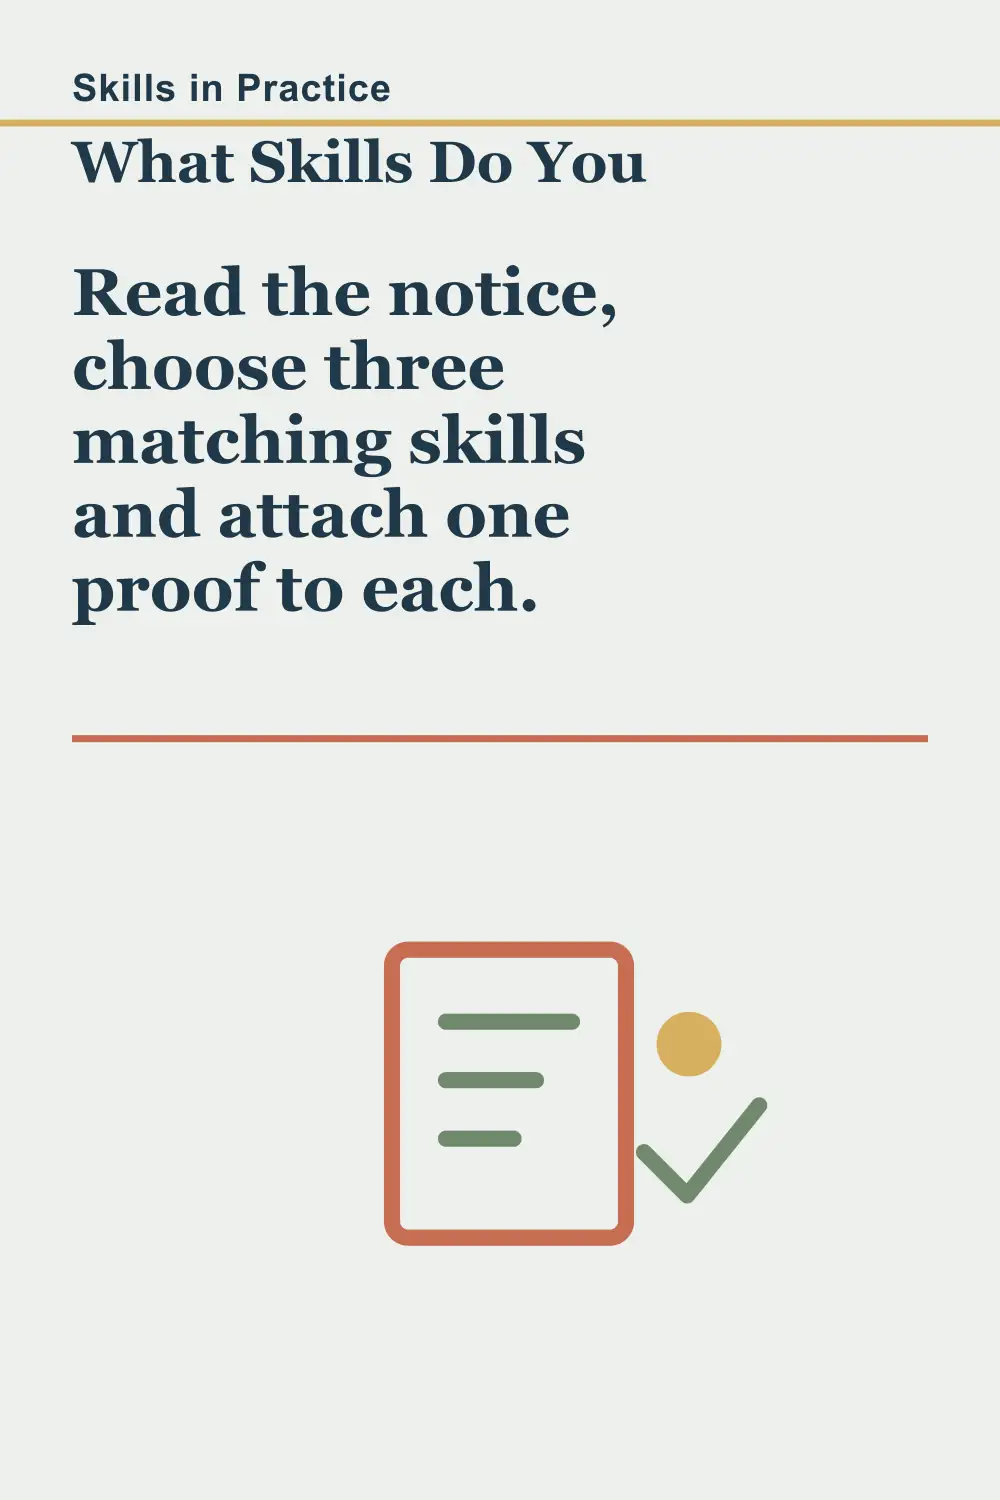 Skills in Practice
What Skills Do You
Read the notice,
choose three
matching skills
and attach one
proof to each.